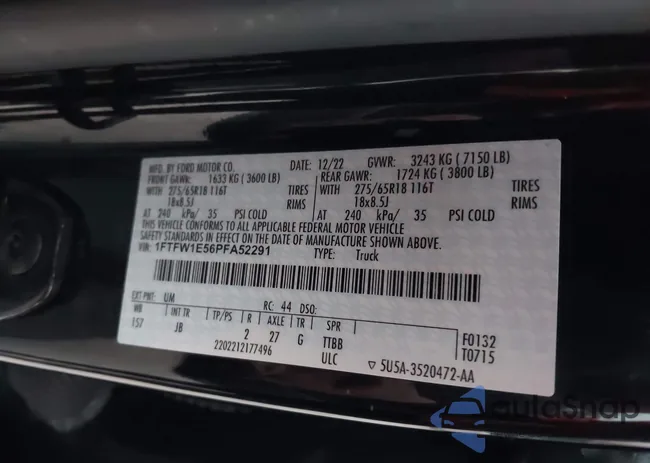 MFD. BY FORD MOTOR CO. DATE: 12/22 GVWR: 3243 KG (7150 LB)
FRONT GAWR: 1633 KG (3600 LB) REAR GAWR: 1724 KG (3800 LB)
WITH 275/65R18 116T TIRES WITH 275/65R18 116T TIRES
18x8.5J RIMS 18x8.5J RIMS
AT 240 kPa/ 35 PSI COLD AT 240 kPa/ 35 PSI COLD
THIS VEHICLE CONFORMS TO ALL APPLICABLE FEDERAL MOTOR VEHICLE
SAFETY STANDARDS IN EFFECT ON THE DATE OF MANUFACTURE SHOWN ABOVE.
VIN: 1FTFW1E56PFA52291 TYPE: Truck
EXT PNT: UM RC: 44 DSO:
WB INT TR TP/PS R AXLE TR SPR
157 JB 2 27 G TTBB
2202212177496 ULC
F0132
T0715
▽ 5U5A-3520472-AA
aulaSnap